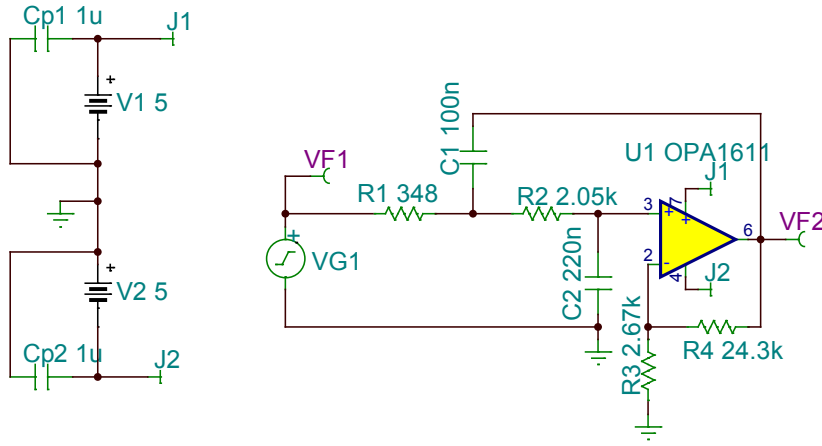 Cp1 1u
J1
+
V1 5
+
V2 5
Cp2 1u
J2
VF1
+
VG1
R1 348
C1 100n
R2 2.05k
C2 220n
U1 OPA1611
J1
3
+
7
+
2
-
4
+
6
J2
VF2
R3 2.67k
R4 24.3k